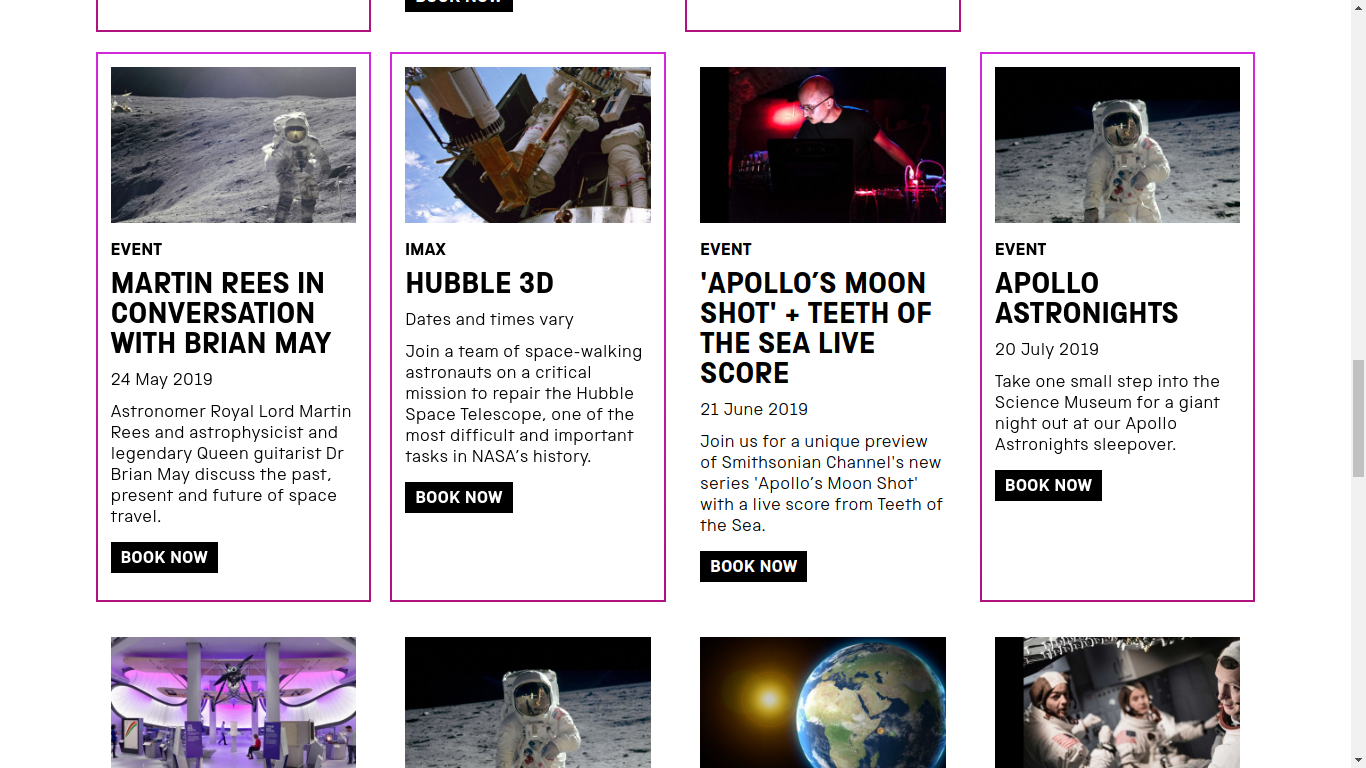 BOOK NOW
EVENT
MARTIN REES IN
CONVERSATION
WITH BRIAN MAY
24 May 2019
Astronomer Royal Lord Martin
Rees and astrophysicist and
legendary Queen guitarist Dr
Brian May discuss the past,
present and future of space
travel.
BOOK NOW
IMAX
HUBBLE 3D
Dates and times vary
Join a team of space-walking
astronauts on a critical
mission to repair the Hubble
Space Telescope, one of the
most difficult and important
tasks in NASA’s history.
BOOK NOW
EVENT
'APOLLO’S MOON
SHOT' + TEETH OF
THE SEA LIVE
SCORE
21 June 2019
Join us for a unique preview
of Smithsonian Channel's new
series 'Apollo’s Moon Shot'
with a live score from Teeth of
the Sea.
BOOK NOW
EVENT
APOLLO
ASTRONIGHTS
20 July 2019
Take one small step into the
Science Museum for a giant
night out at our Apollo
Astronights sleepover.
BOOK NOW